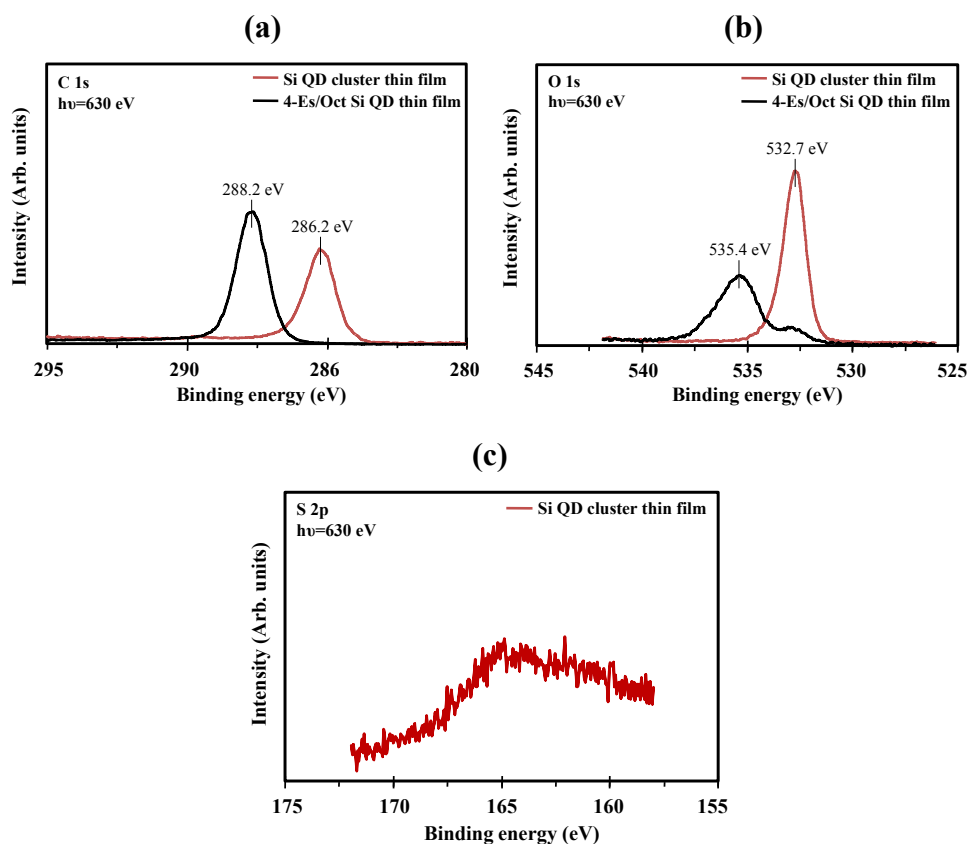 (a)
C 1s
hυ=630 eV
Si QD cluster thin film
4-Es/Oct Si QD thin film
288.2 eV
286.2 eV
Intensity (Arb. units)
295
290
286
280
Binding energy (eV)
(b)
O 1s
hυ=630 eV
Si QD cluster thin film
4-Es/Oct Si QD thin film
532.7 eV
535.4 eV
Intensity (Arb. units)
545
540
535
530
525
Binding energy (eV)
(c)
S 2p
hυ=630 eV
Si QD cluster thin film
Intensity (Arb. units)
175
170
165
160
155
Binding energy (eV)